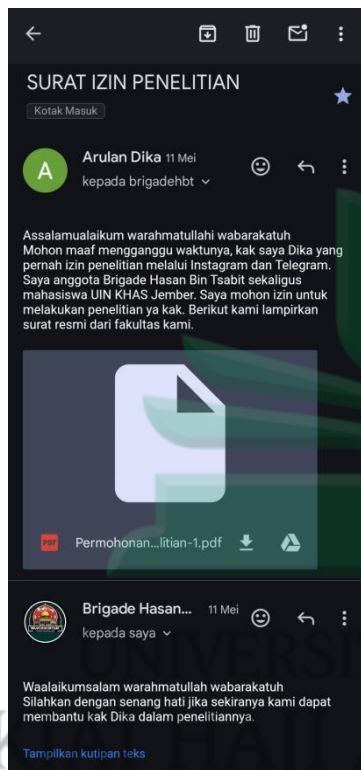 SURAT IZIN PENELITIAN
Kotak Masuk
A
Arulan Dika 11 Mei
kepada brigadehbt
Assalamualaikum warahmatullahi wabarakatuh
Mohon maaf mengganggu waktunya, kak saya Dika yang
pernah izin penelitian melalui Instagram dan Telegram.
Saya anggota Brigade Hasan Bin Tsabit sekaligus
mahasiswa UIN KHAS Jember. Saya mohon izin untuk
melakukan penelitian ya kak. Berikut kami lampirkan
surat resmi dari fakultas kami.
PDF
Permohonan...litian-1.pdf
Brigade Hasan... 11 Mei
kepada saya
Waalaikumsalam warahmatullah wabarakatuh
Silahkan dengan senang hati jika sekiranya kami dapat
membantu kak Dika dalam penelitiannya.
Tampilkan kutipan teks